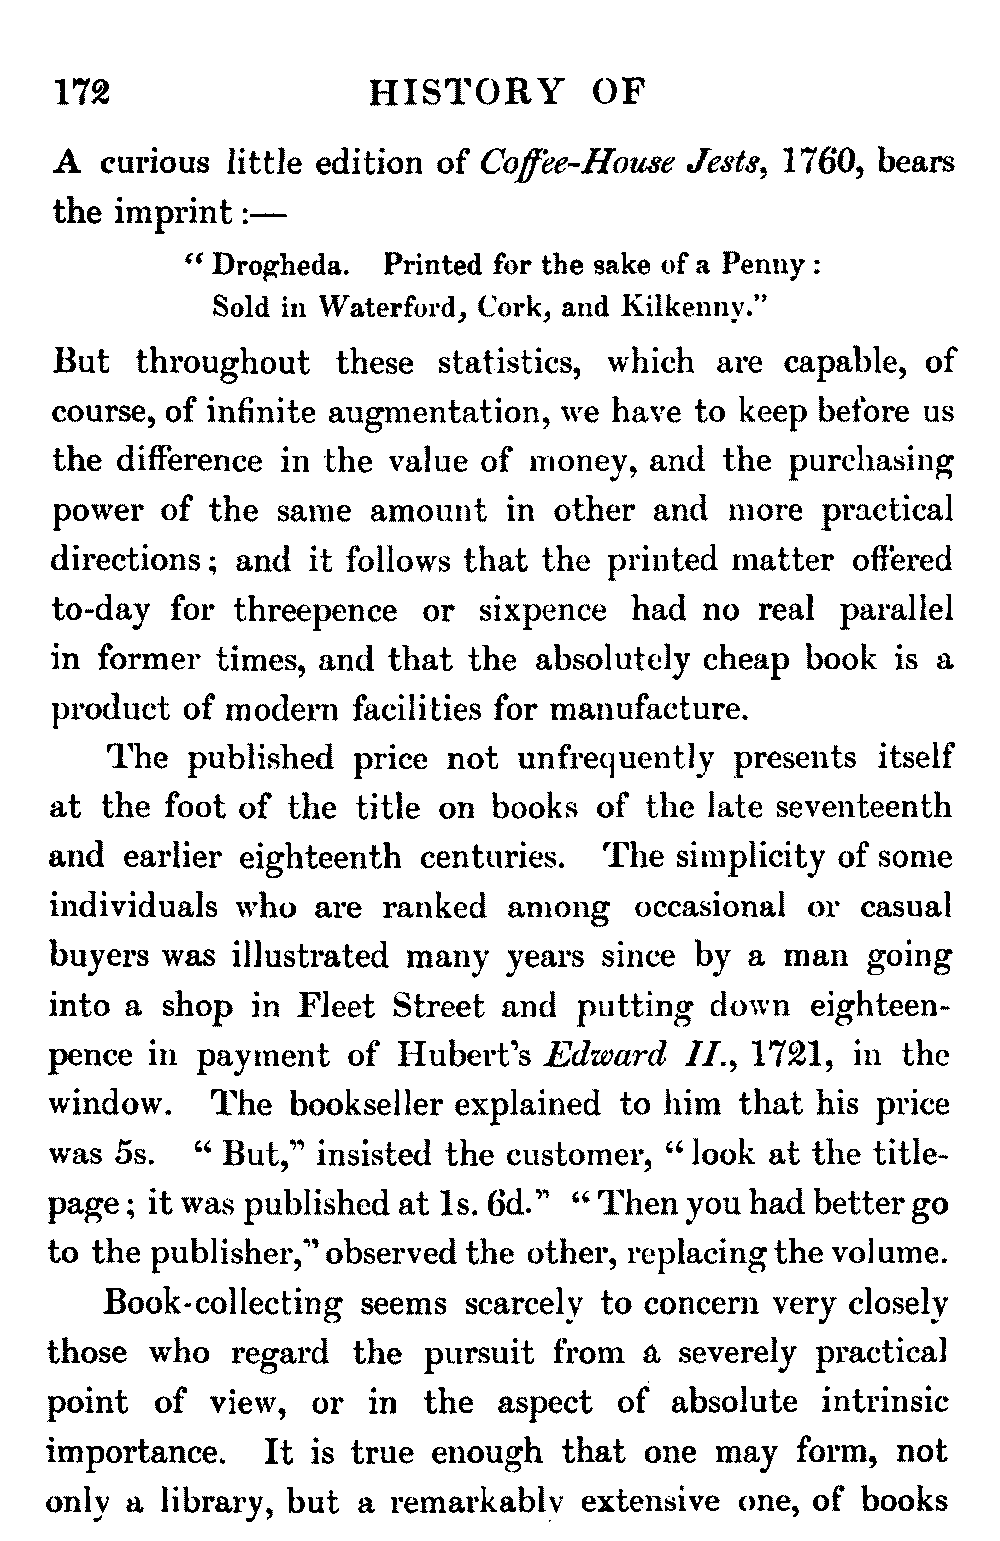 172 HISTORY OF
A curious little edition of Coffee-House Jests, 1760, bears
the imprint :—
“ Drogheda. Printed for the sake of a Penny :
Sold in Waterford, Cork, and Kilkenny.”
But throughout these statistics, which are capable, of
course, of infinite augmentation, we have to keep before us
the difference in the value of money, and the purchasing
power of the same amount in other and more practical
directions ; and it follows that the printed matter offered
to-day for threepence or sixpence had no real parallel
in former times, and that the absolutely cheap book is a
product of modern facilities for manufacture.
The published price not unfrequently presents itself
at the foot of the title on books of the late seventeenth
and earlier eighteenth centuries. The simplicity of some
individuals who are ranked among occasional or casual
buyers was illustrated many years since by a man going
into a shop in Fleet Street and putting down eighteen-
pence in payment of Hubert’s Edward II., 1721, in the
window. The bookseller explained to him that his price
was 5s. “ But,” insisted the customer, “ look at the title-
page ; it was published at 1s. 6d.” “ Then you had better go
to the publisher,” observed the other, replacing the volume.
Book-collecting seems scarcely to concern very closely
those who regard the pursuit from a severely practical
point of view, or in the aspect of absolute intrinsic
importance. It is true enough that one may form, not
only a library, but a remarkably extensive one, of books